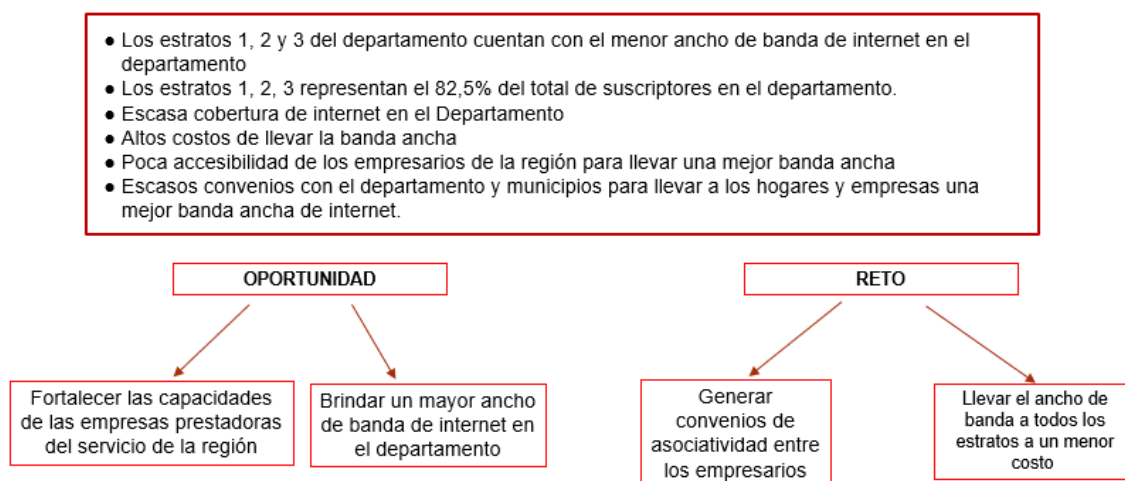 ● Los estratos 1, 2 y 3 del departamento cuentan con el menor ancho de banda de internet en el
departamento
● Los estratos 1, 2, 3 representan el 82,5% del total de suscriptores en el departamento.
● Escasa cobertura de internet en el Departamento
● Altos costos de llevar la banda ancha
● Poca accesibilidad de los empresarios de la región para llevar una mejor banda ancha
● Escasos convenios con el departamento y municipios para llevar a los hogares y empresas una
mejor banda ancha de internet.
OPORTUNIDAD
RETO
Fortalecer las capacidades
de las empresas prestadoras
del servicio de la región
Brindar un mayor ancho
de banda de internet en
el departamento
Generar
convenios de
asociatividad entre
los empresarios
Llevar el ancho de
banda a todos los
estratos a un menor
costo